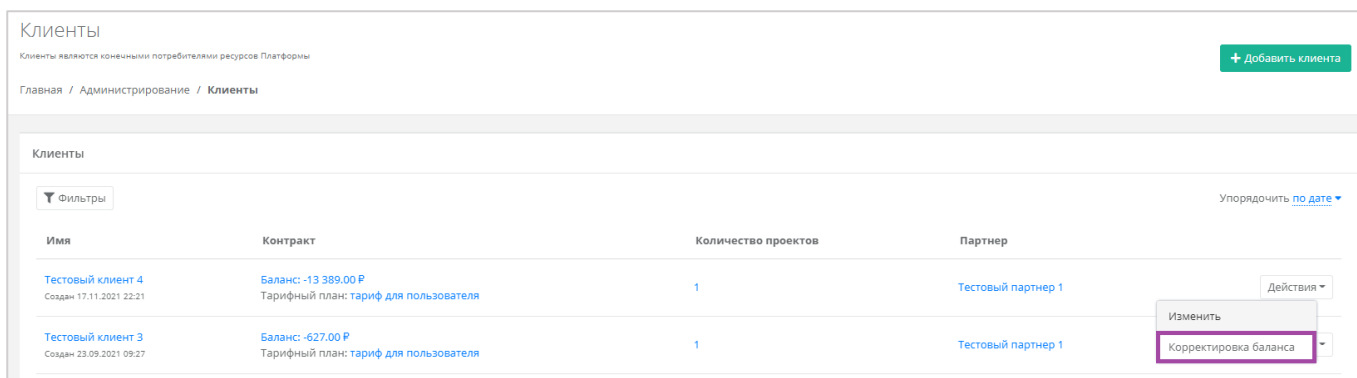 Клиенты
Клиенты являются конечными потребителями ресурсов Платформы
+ Добавить клиента
Главная / Администрирование / Клиенты
Клиенты
Фильтры
Упорядочить по дате
Имя Контракт Количество проектов Партнер
Тестовый клиент 4 Баланс: -13 389.00 ₽ 1 Тестовый партнер 1 Действия
Создан 17.11.2021 22:21 Тарифный план: тариф для пользователя
Изменить
Тестовый клиент 3 Баланс: -627.00 ₽ 1 Тестовый партнер 1 Корректировка баланса
Создан 23.09.2021 09:27 Тарифный план: тариф для пользователя